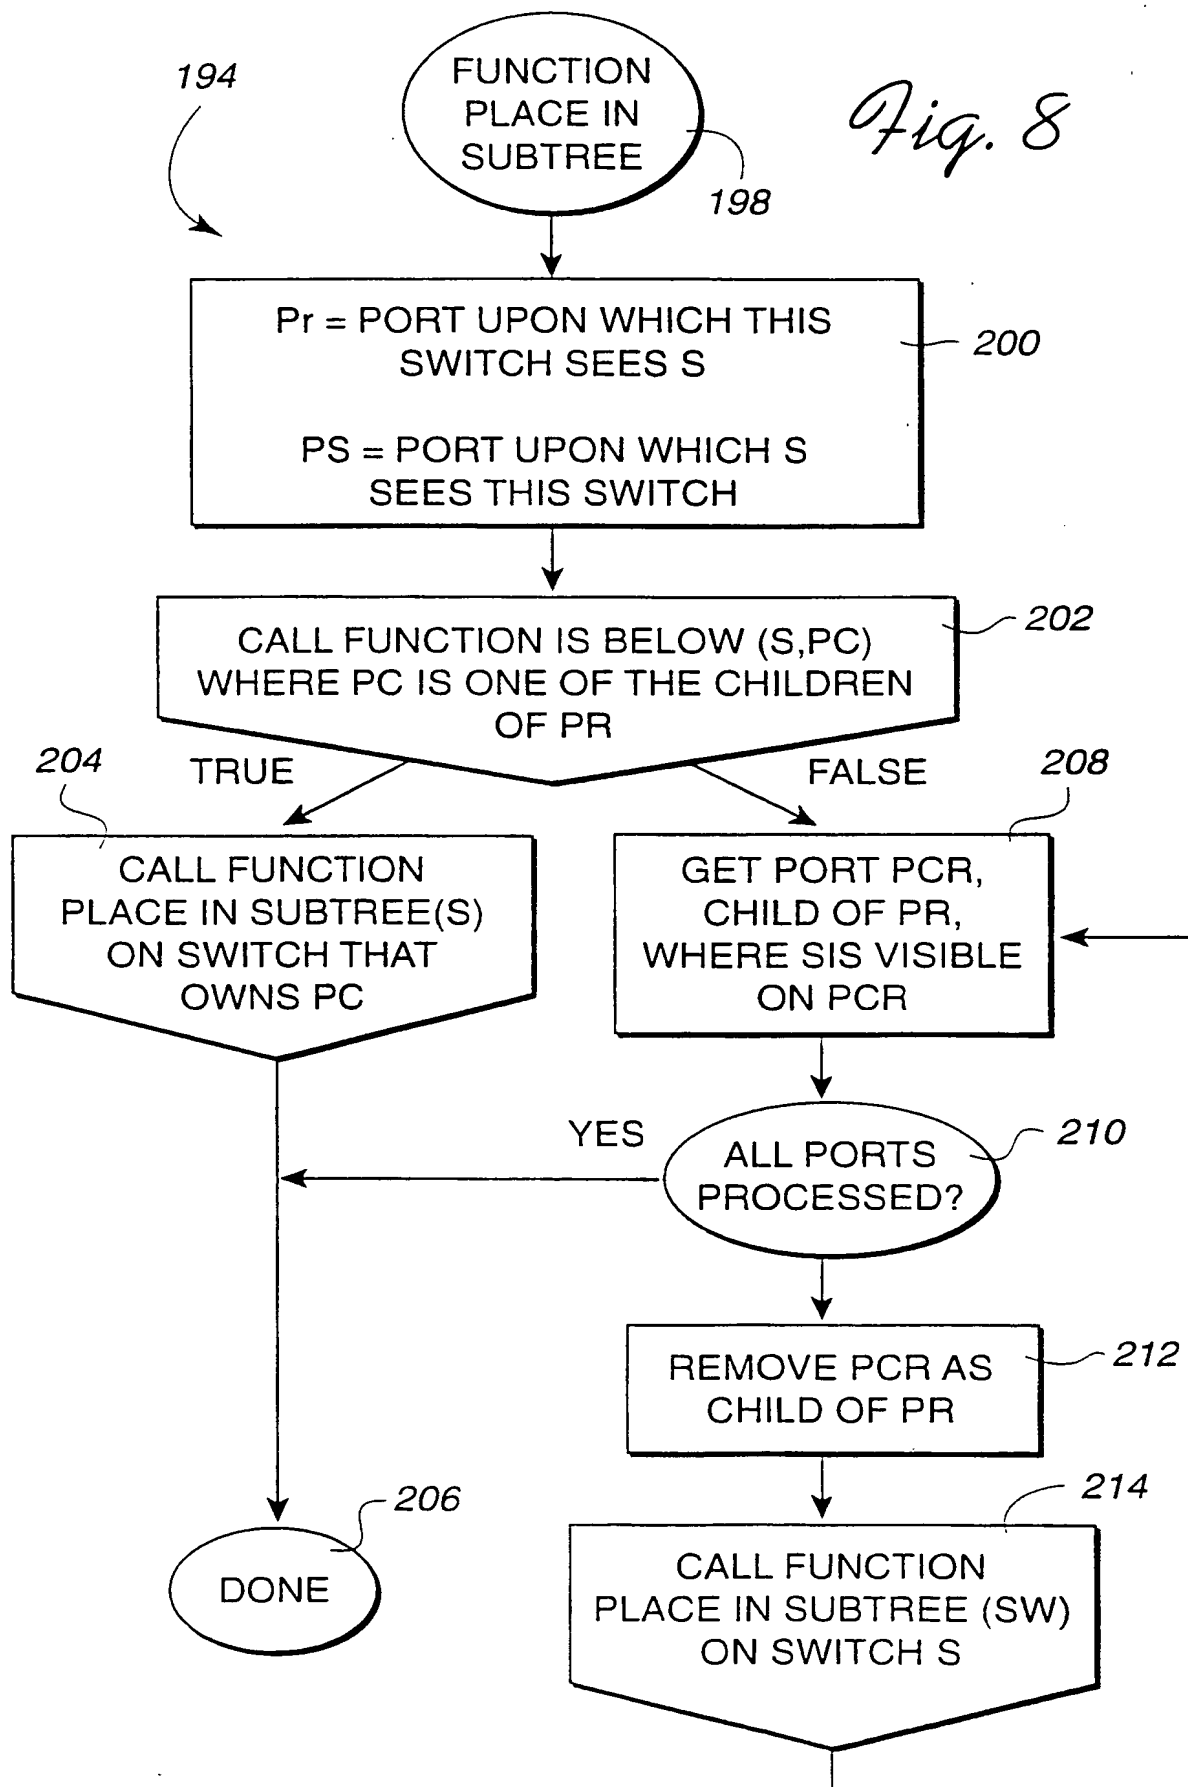 194
FUNCTION
PLACE IN
SUBTREE
198
Fig. 8
Pr = PORT UPON WHICH THIS
SWITCH SEES S
PS = PORT UPON WHICH S
SEES THIS SWITCH
200
CALL FUNCTION IS BELOW (S,PC)
WHERE PC IS ONE OF THE CHILDREN
OF PR
202
TRUE
FALSE
204
CALL FUNCTION
PLACE IN SUBTREE(S)
ON SWITCH THAT
OWNS PC
208
GET PORT PCR,
CHILD OF PR,
WHERE SIS VISIBLE
ON PCR
YES
ALL PORTS
PROCESSED?
210
REMOVE PCR AS
CHILD OF PR
212
206
DONE
214
CALL FUNCTION
PLACE IN SUBTREE (SW)
ON SWITCH S